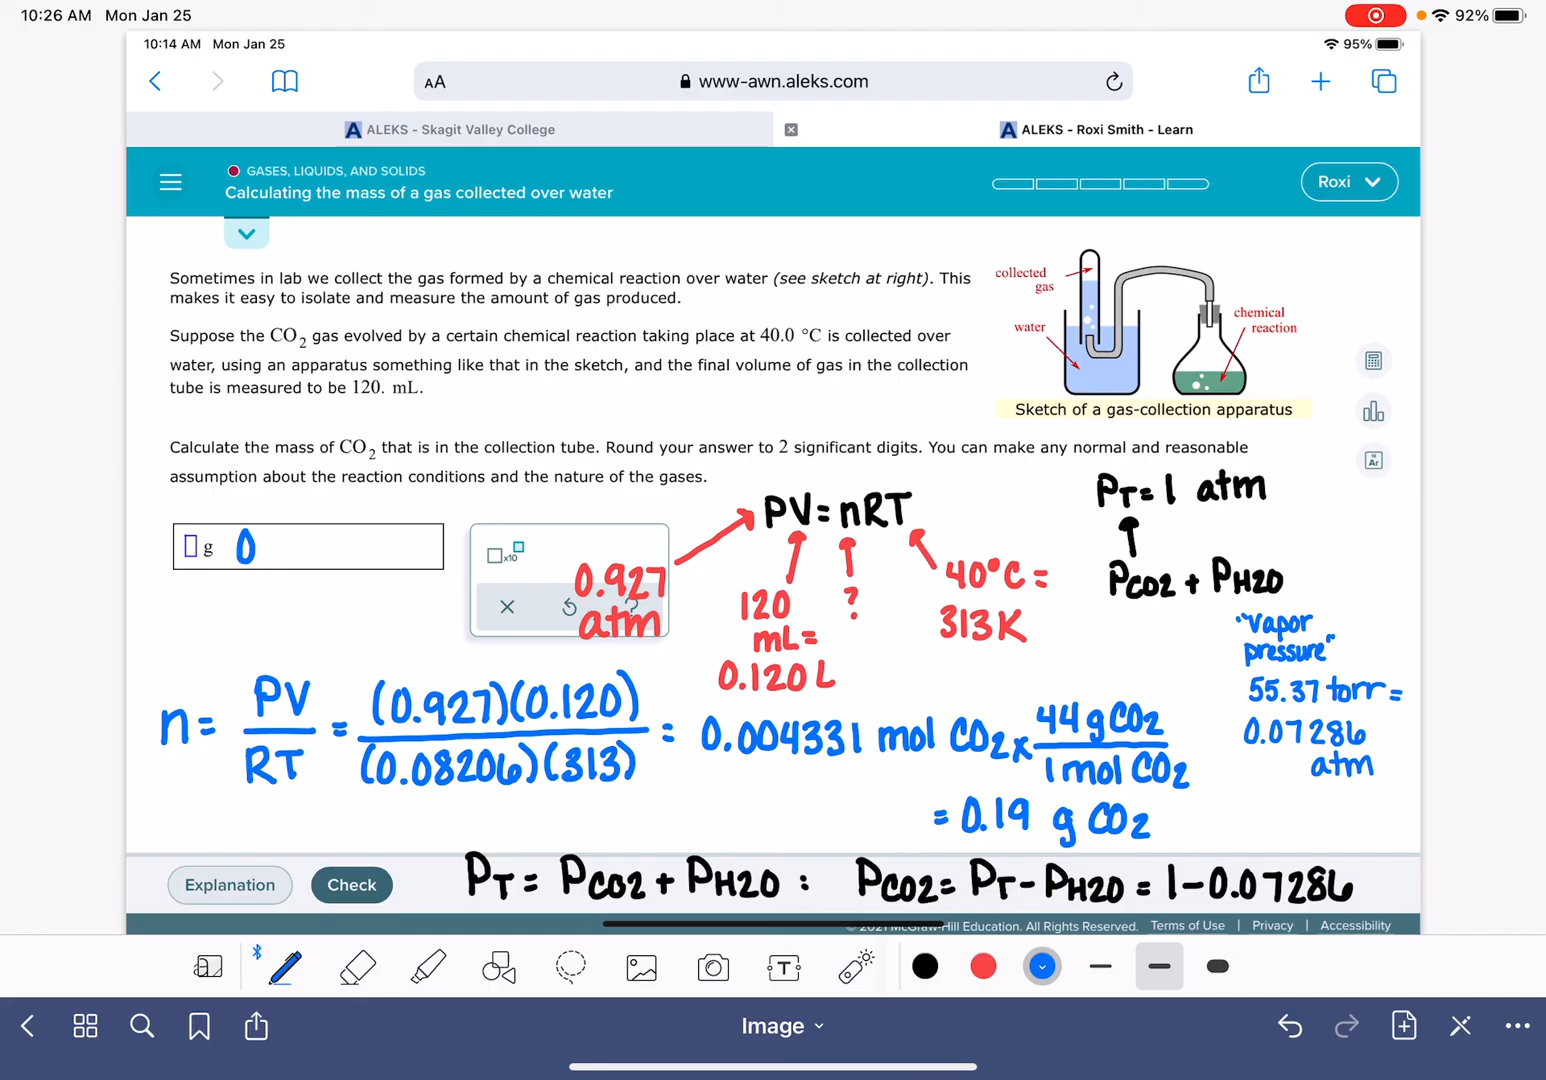 10:26 AM Mon Jan 25
92%
10:14 AM Mon Jan 25
95%
AA
www-awn.aleks.com
ALEKS - Skagit Valley College
ALEKS - Roxi Smith - Learn
GASES, LIQUIDS, AND SOLIDS
Calculating the mass of a gas collected over water
Roxi
Sometimes in lab we collect the gas formed by a chemical reaction over water (see sketch at right). This
makes it easy to isolate and measure the amount of gas produced.
Suppose the CO₂ gas evolved by a certain chemical reaction taking place at 40.0 °C is collected over
water, using an apparatus something like that in the sketch, and the final volume of gas in the collection
tube is measured to be 120. mL.
collected
gas
water
chemical
reaction
Sketch of a gas-collection apparatus
Calculate the mass of CO₂ that is in the collection tube. Round your answer to 2 significant digits. You can make any normal and reasonable
assumption about the reaction conditions and the nature of the gases.
g 0
x10
?
PV=nRT
0.927
atm
120
mL=
0.120 L
?
40°C =
313K
PT=1 atm
PCO2 + PH2O
"vapor
pressure"
55.37 torr=
0.07286
atm
n= PV/RT = (0.927)(0.120)/(0.08206)(313) = 0.004331 mol CO2 x 44g CO2/1 mol CO2
= 0.19 g CO2
PT= PCO2 + PH2O : PCO2= PT-PH2O = 1-0.07286
Explanation
Check
© 2021 McGraw-Hill Education. All Rights Reserved. Terms of Use | Privacy | Accessibility
T
Image
Ar